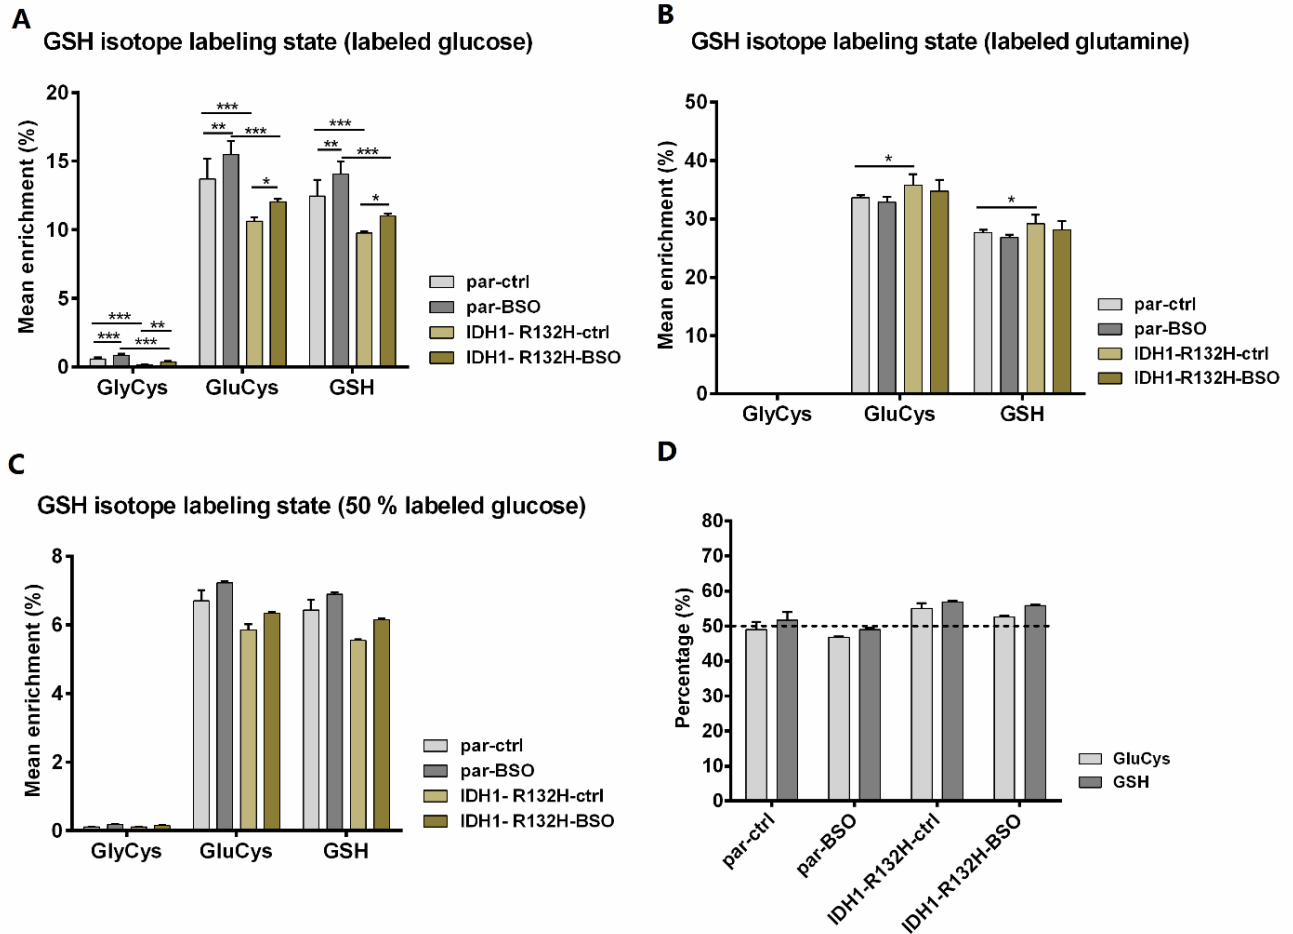 A
GSH isotope labeling state (labeled glucose)
Mean enrichment (%)
20
15
10
5
0
***
***
***
**
***
**
***
***
*
***
**
***
*
GlyCys
GluCys
GSH
par-ctrl
par-BSO
IDH1- R132H-ctrl
IDH1- R132H-BSO
B
GSH isotope labeling state (labeled glutamine)
Mean enrichment (%)
50
40
30
20
10
0
*
*
GlyCys
GluCys
GSH
par-ctrl
par-BSO
IDH1-R132H-ctrl
IDH1-R132H-BSO
C
GSH isotope labeling state (50 % labeled glucose)
Mean enrichment (%)
8
6
4
2
0
GlyCys
GluCys
GSH
par-ctrl
par-BSO
IDH1- R132H-ctrl
IDH1- R132H-BSO
D
Percentage (%)
80
70
60
50
40
30
20
10
0
par-ctrl
par-BSO
IDH1-R132H-ctrl
IDH1-R132H-BSO
GluCys
GSH